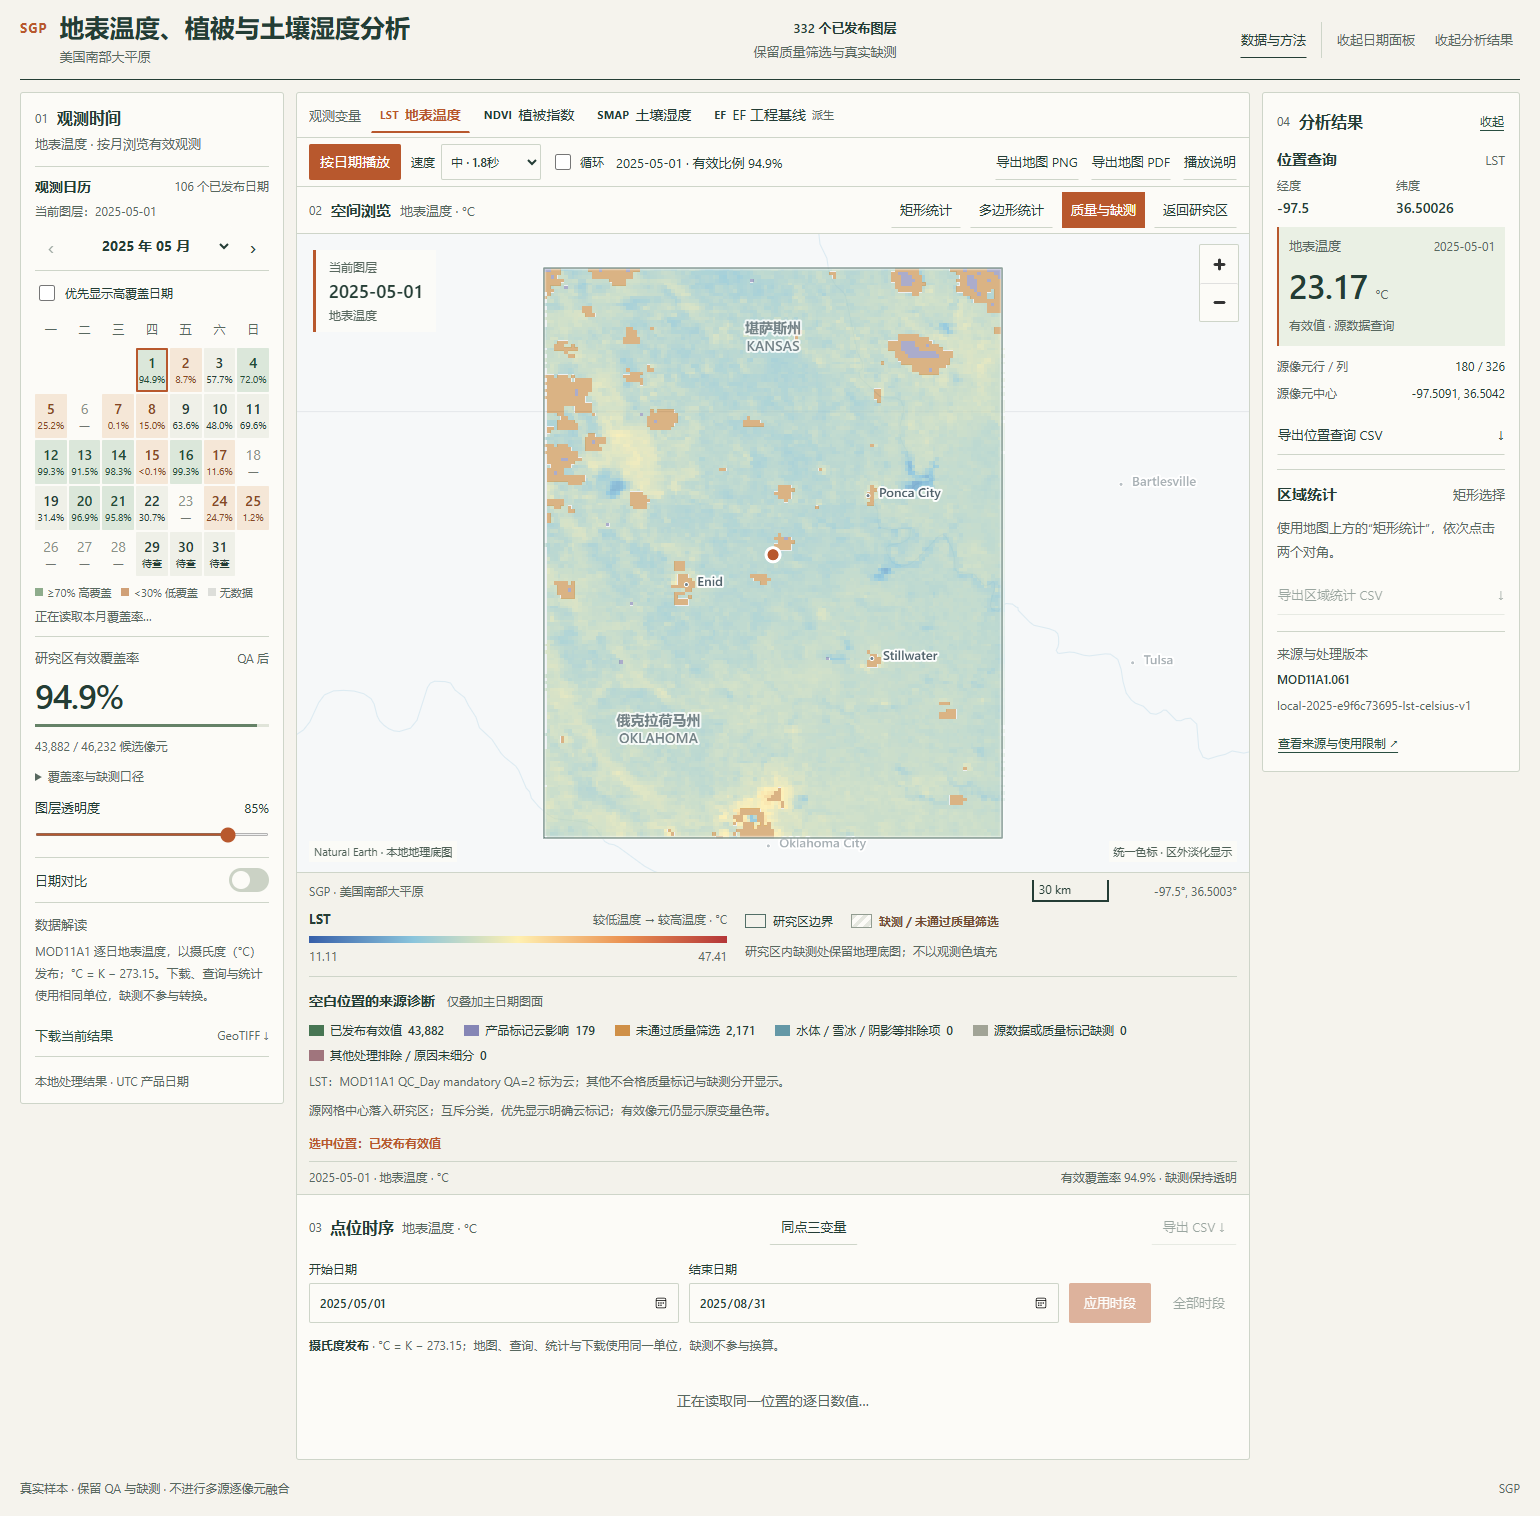 SGP 地表温度、植被与土壤湿度分析
美国南部大平原
332 个已发布图层
保留质量筛选与真实缺测
数据与方法 收起日期面板 收起分析结果
01 观测时间
地表温度 · 按月浏览有效观测
观测日历 106 个已发布日期
当前图层：2025-05-01
‹ 2025 年 05 月 ›
优先显示高覆盖日期
一 二 三 四 五 六 日
1 2 3 4
94.9% 8.7% 57.7% 72.0%
5 6 7 8 9 10 11
25.2% — 0.1% 15.0% 63.6% 48.0% 69.6%
12 13 14 15 16 17 18
99.3% 91.5% 98.3% <0.1% 99.3% 11.6% —
19 20 21 22 23 24 25
31.4% 96.9% 95.8% 30.7% — 24.7% 1.2%
26 27 28 29 30 31
— — — 待查 待查 待查
≥70% 高覆盖 <30% 低覆盖 无数据
正在读取本月覆盖率...
研究区有效覆盖率 QA 后
94.9%
43,882 / 46,232 候选像元
▶ 覆盖率与缺测口径
图层透明度 85%
日期对比
数据解读
MOD11A1 逐日地表温度，以摄氏度（°C）
发布；°C = K − 273.15。下载、查询与统计
使用相同单位，缺测不参与转换。
下载当前结果 GeoTIFF ↓
本地处理结果 · UTC 产品日期
观测变量 LST 地表温度 NDVI 植被指数 SMAP 土壤湿度 EF EF 工程基线 派生
按日期播放 速度 中 · 1.8秒 循环 2025-05-01 · 有效比例 94.9% 导出地图 PNG 导出地图 PDF 播放说明
02 空间浏览 地表温度 · °C 矩形统计 多边形统计 质量与缺测 返回研究区
当前图层
2025-05-01
地表温度
+
−
堪萨斯州
KANSAS
Bartlesville
Ponca City
Enid
Stillwater
Tulsa
俄克拉荷马州
OKLAHOMA
Oklahoma City
Natural Earth · 本地地理底图 统一色标 · 区外淡化显示
SGP · 美国南部大平原 30 km -97.5°, 36.5003°
LST 较低温度 → 较高温度 · °C 研究区边界 缺测 / 未通过质量筛选
11.11 47.41 研究区内缺测处保留地理底图；不以观测色填充
空白位置的来源诊断 仅叠加主日期图面
已发布有效值 43,882 产品标记云影响 179 未通过质量筛选 2,171 水体 / 雪冰 / 阴影等排除项 0 源数据或质量标记缺测 0
其他处理排除 / 原因未细分 0
LST：MOD11A1 QC_Day mandatory QA=2 标为云；其他不合格质量标记与缺测分开显示。
源网格中心落入研究区；互斥分类，优先显示明确云标记；有效像元仍显示原变量色带。
选中位置：已发布有效值
2025-05-01 · 地表温度 · °C 有效覆盖率 94.9% · 缺测保持透明
03 点位时序 地表温度 · °C 同点三变量 导出 CSV ↓
开始日期 结束日期
2025/05/01 2025/08/31 应用时段 全部时段
摄氏度发布 · °C = K − 273.15；地图、查询、统计与下载使用同一单位，缺测不参与换算。
正在读取同一位置的逐日数值...
04 分析结果 收起
位置查询 LST
经度 纬度
-97.5 36.50026
地表温度 2025-05-01
23.17 °C
有效值 · 源数据查询
源像元行 / 列 180 / 326
源像元中心 -97.5091, 36.5042
导出位置查询 CSV ↓
区域统计 矩形选择
使用地图上方的“矩形统计”，依次点击
两个对角。
导出区域统计 CSV ↓
来源与处理版本
MOD11A1.061
local-2025-e9f6c73695-lst-celsius-v1
查看来源与使用限制 ↗
真实样本 · 保留 QA 与缺测 · 不进行多源逐像元融合 SGP